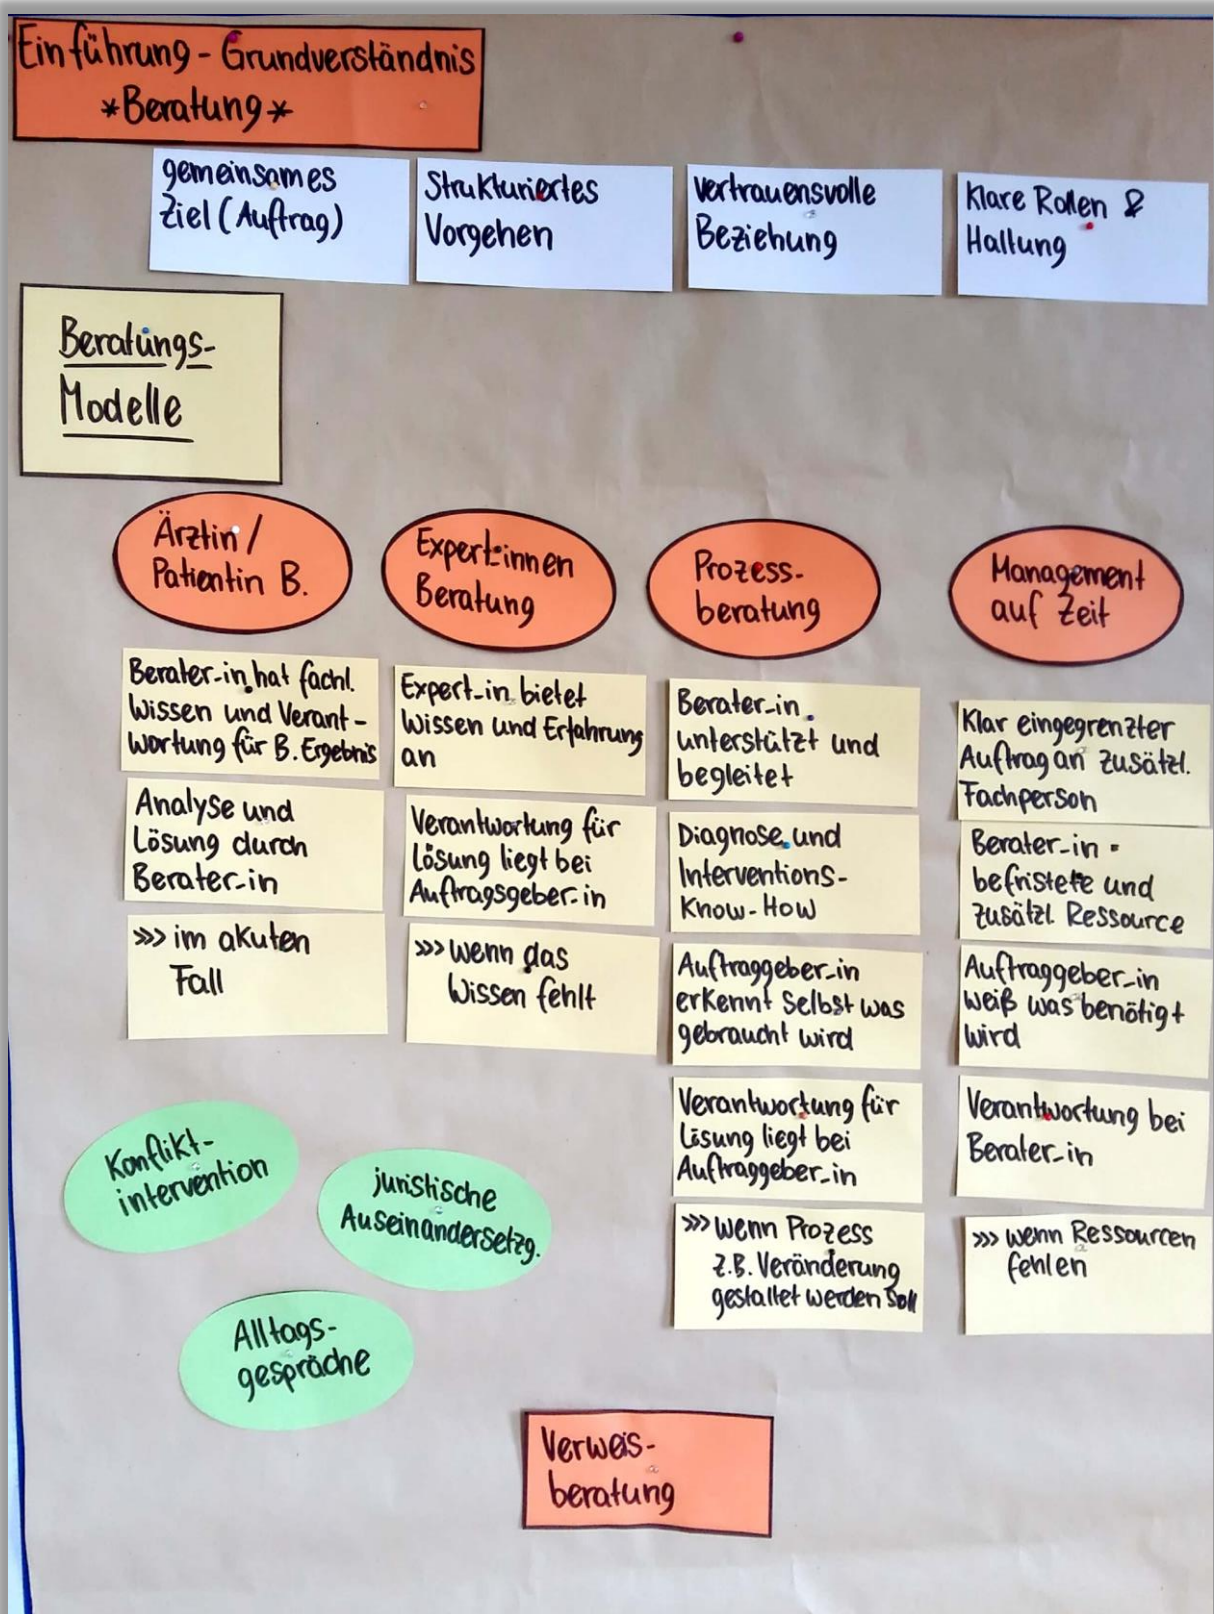 Einführung - Grundverständnis
*Beratung*
gemeinsames
Ziel (Auftrag)
Strukturiertes
Vorgehen
vertrauensvolle
Beziehung
Klare Rollen &
Haltung
Beratungs-
Modelle
Ärztin /
Patientin B.
Berater-in hat fachl.
Wissen und Verant-
wortung für B. Ergebnis
Analyse und
Lösung durch
Berater-in
>>> im akuten
Fall
Expert:innen
Beratung
Expert-in bietet
Wissen und Erfahrung
an
Verantwortung für
Lösung liegt bei
Auftragsgeber-in
>>> wenn das
Wissen fehlt
Prozess-
beratung
Berater-in
unterstützt und
begleitet
Diagnose und
Interventions-
Know-How
Auftraggeber-in
erkennt selbst was
gebraucht wird
Verantwortung für
Lösung liegt bei
Auftraggeber-in
>>> wenn Prozess
z.B. Veränderung
gestaltet werden soll
Management
auf Zeit
Klar eingegrenzter
Auftrag an zusätzl.
Fachperson
Berater-in =
befristete und
zusätzl. Ressource
Auftraggeber-in
weiß was benötigt
wird
Verantwortung bei
Berater-in
>>> wenn Ressourcen
fehlen
Konflikt-
intervention
juristische
Auseinandersetzg.
Alltags-
gespräche
Verweis-
beratung